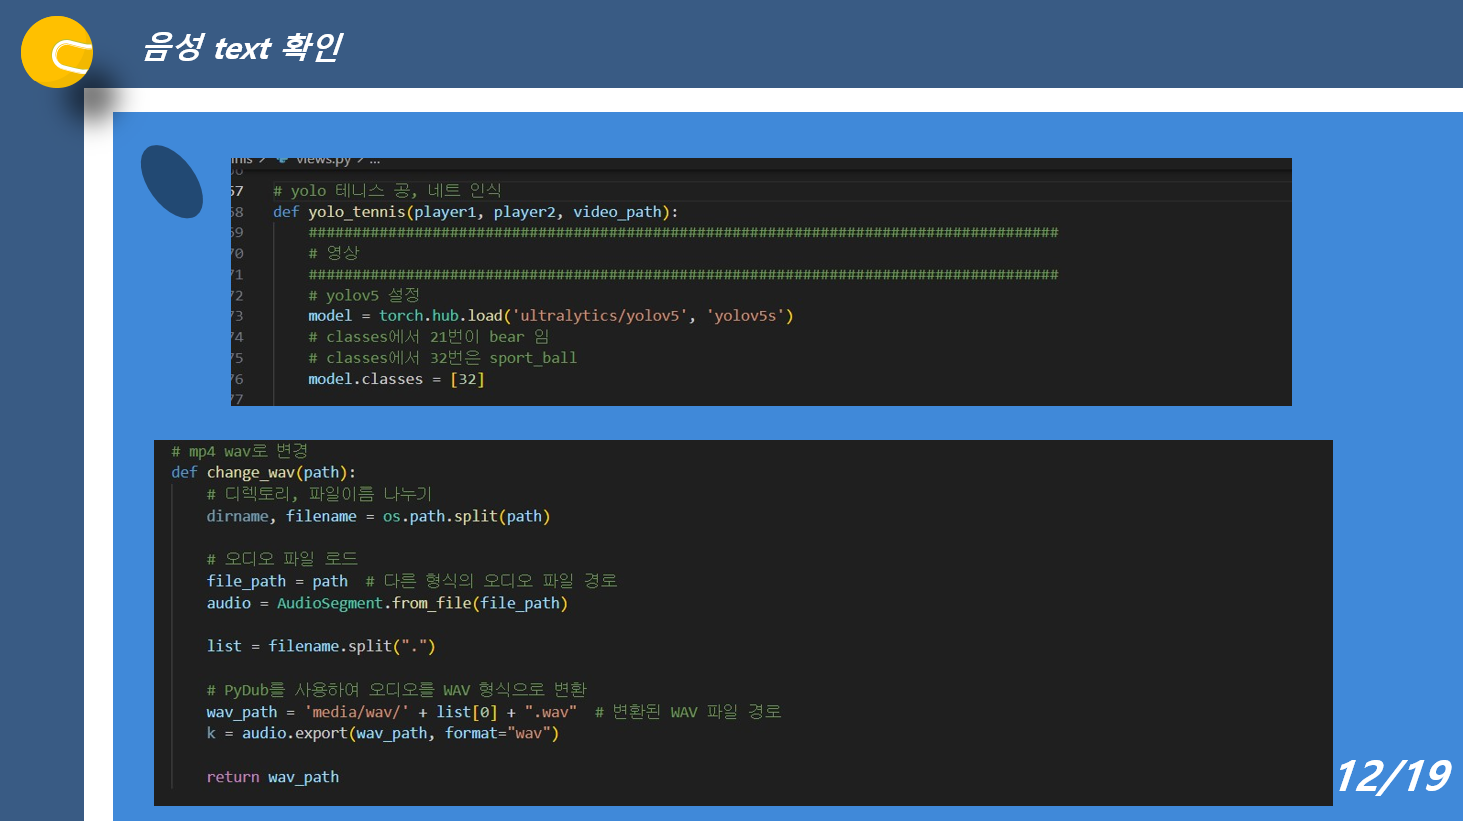 음성 text 확인
views.py > ...
67 # yolo 테니스 공, 네트 인식
68 def yolo_tennis(player1, player2, video_path):
69 #####################################################################################
70 # 영상
71 #####################################################################################
72 # yolov5 설정
73 model = torch.hub.load('ultralytics/yolov5', 'yolov5s')
74 # classes에서 21번이 bear 임
75 # classes에서 32번은 sport_ball
76 model.classes = [32]
77
# mp4 wav로 변경
def change_wav(path):
# 디렉토리, 파일이름 나누기
dirname, filename = os.path.split(path)
# 오디오 파일 로드
file_path = path # 다른 형식의 오디오 파일 경로
audio = AudioSegment.from_file(file_path)
list = filename.split(".")
# PyDub를 사용하여 오디오를 WAV 형식으로 변환
wav_path = 'media/wav/' + list[0] + ".wav" # 변환된 WAV 파일 경로
k = audio.export(wav_path, format="wav")
return wav_path
12/19